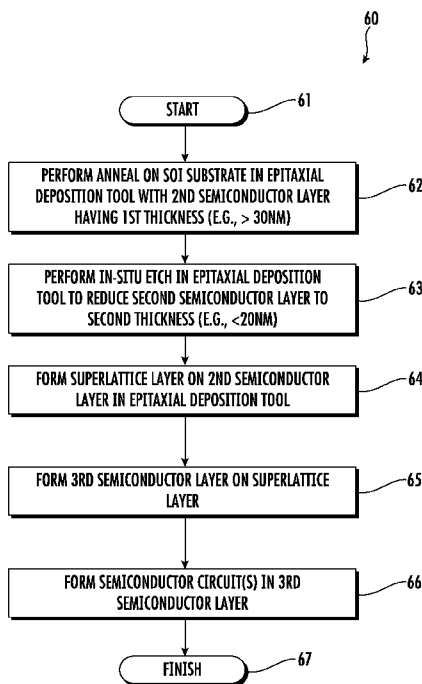 60
START
61
PERFORM ANNEAL ON SOI SUBSTRATE IN EPITAXIAL
DEPOSITION TOOL WITH 2ND SEMICONDUCTOR LAYER
HAVING 1ST THICKNESS (E.G., > 30NM)
62
PERFORM IN-SITU ETCH IN EPITAXIAL DEPOSITION
TOOL TO REDUCE SECOND SEMICONDUCTOR LAYER TO
SECOND THICKNESS (E.G., <20NM)
63
FORM SUPERLATTICE LAYER ON 2ND SEMICONDUCTOR
LAYER IN EPITAXIAL DEPOSITION TOOL
64
FORM 3RD SEMICONDUCTOR LAYER ON SUPERLATTICE
LAYER
65
FORM SEMICONDUCTOR CIRCUIT(S) IN 3RD
SEMICONDUCTOR LAYER
66
FINISH
67